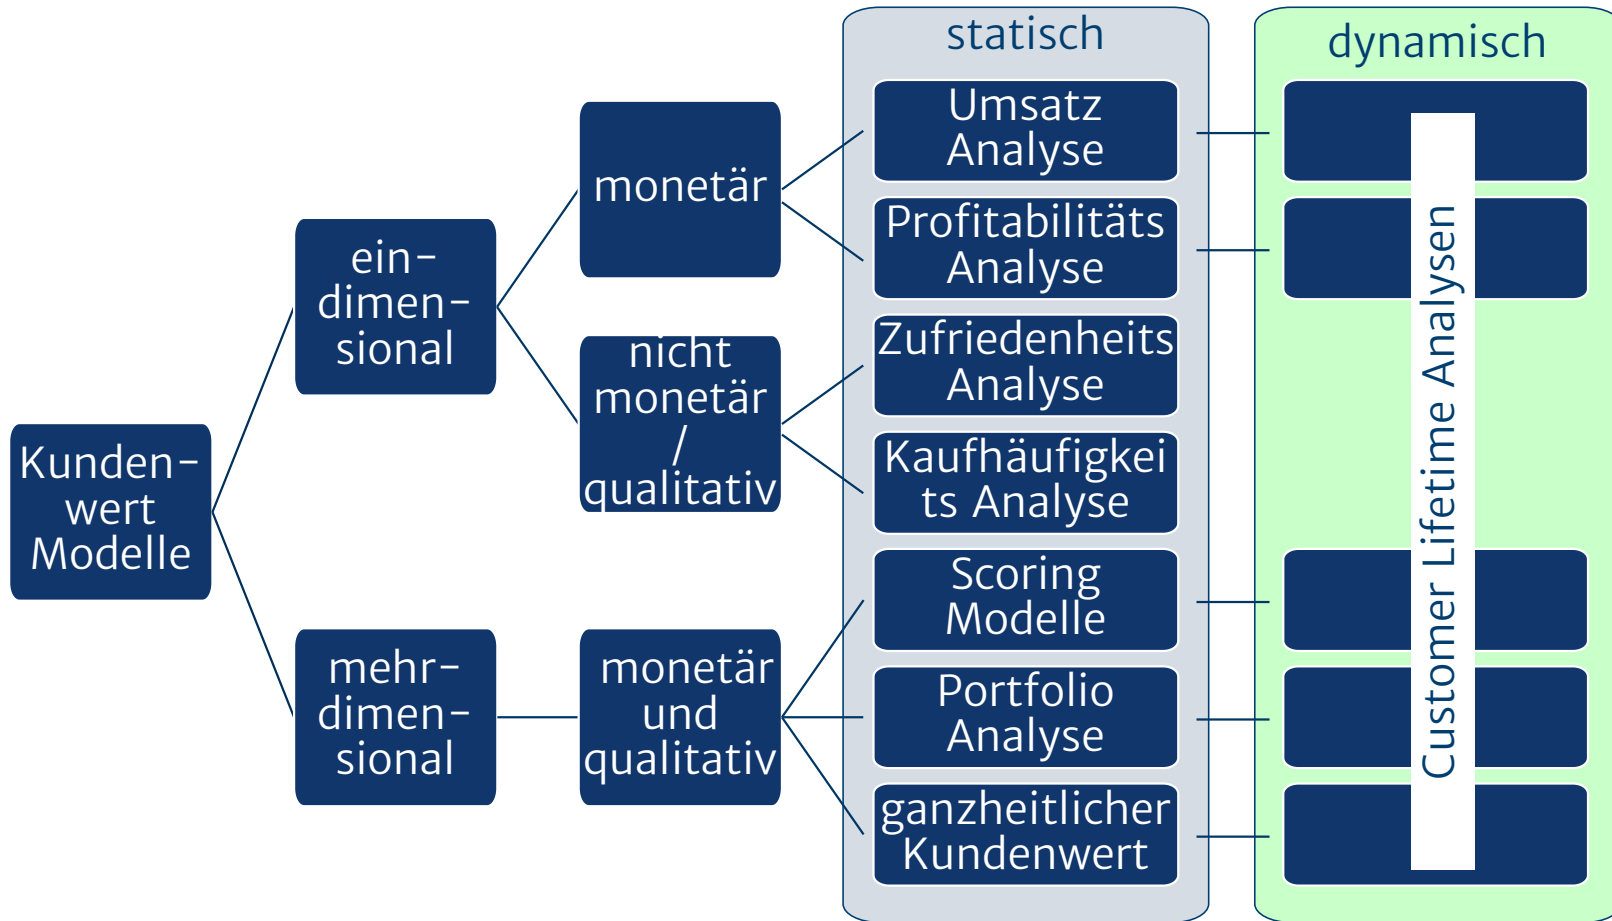 statisch
dynamisch
Kunden-
wert
Modelle
ein-
dimen-
sional
mehr-
dimen-
sional
monetär
nicht
monetär
/
qualitativ
monetär
und
qualitativ
Umsatz
Analyse
Profitabilitäts
Analyse
Zufriedenheits
Analyse
Kaufhäufigkei
ts Analyse
Scoring
Modelle
Portfolio
Analyse
ganzheitlicher
Kundenwert
Customer Lifetime Analysen